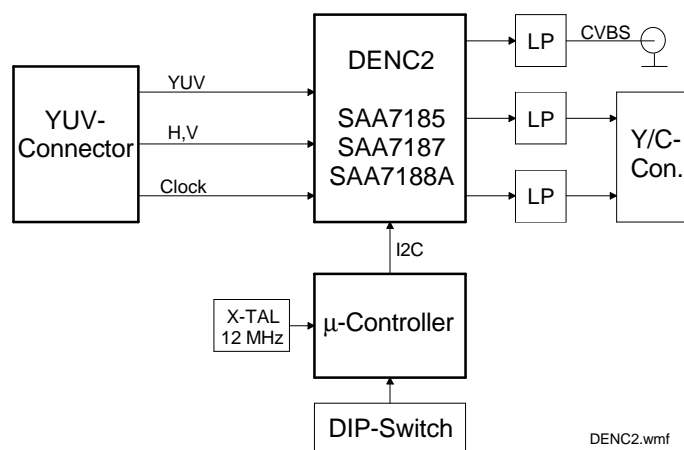 DENC2
SAA7185
SAA7187
SAA7188A
YUV-
Connector
YUV
H,V
Clock
LP
CVBS
LP
LP
Y/C-
Con.
I2C
X-TAL
12 MHz
µ-Controller
DIP-Switch
DENC2.wmf